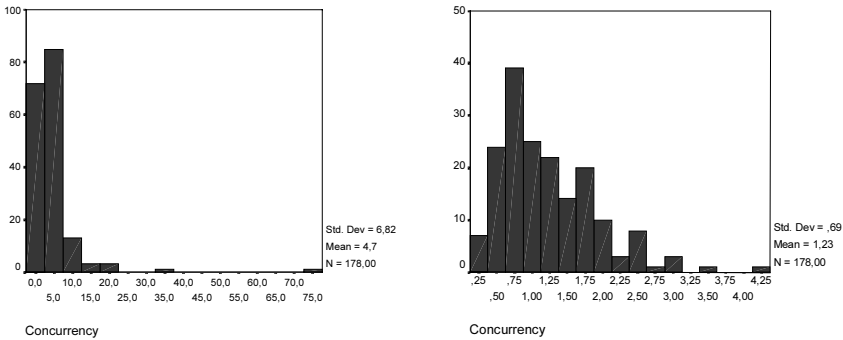 100
80
60
40
20
0
0,0 10,0 20,0 30,0 40,0 50,0 60,0 70,0
5,0 15,0 25,0 35,0 45,0 55,0 65,0 75,0
Std. Dev = 6,82
Mean = 4,7
N = 178,00
Concurrency
50
40
30
20
10
0
,25 ,75 1,25 1,75 2,25 2,75 3,25 3,75 4,25
,50 1,00 1,50 2,00 2,50 3,00 3,50 4,00
Std. Dev = ,69
Mean = 1,23
N = 178,00
Concurrency